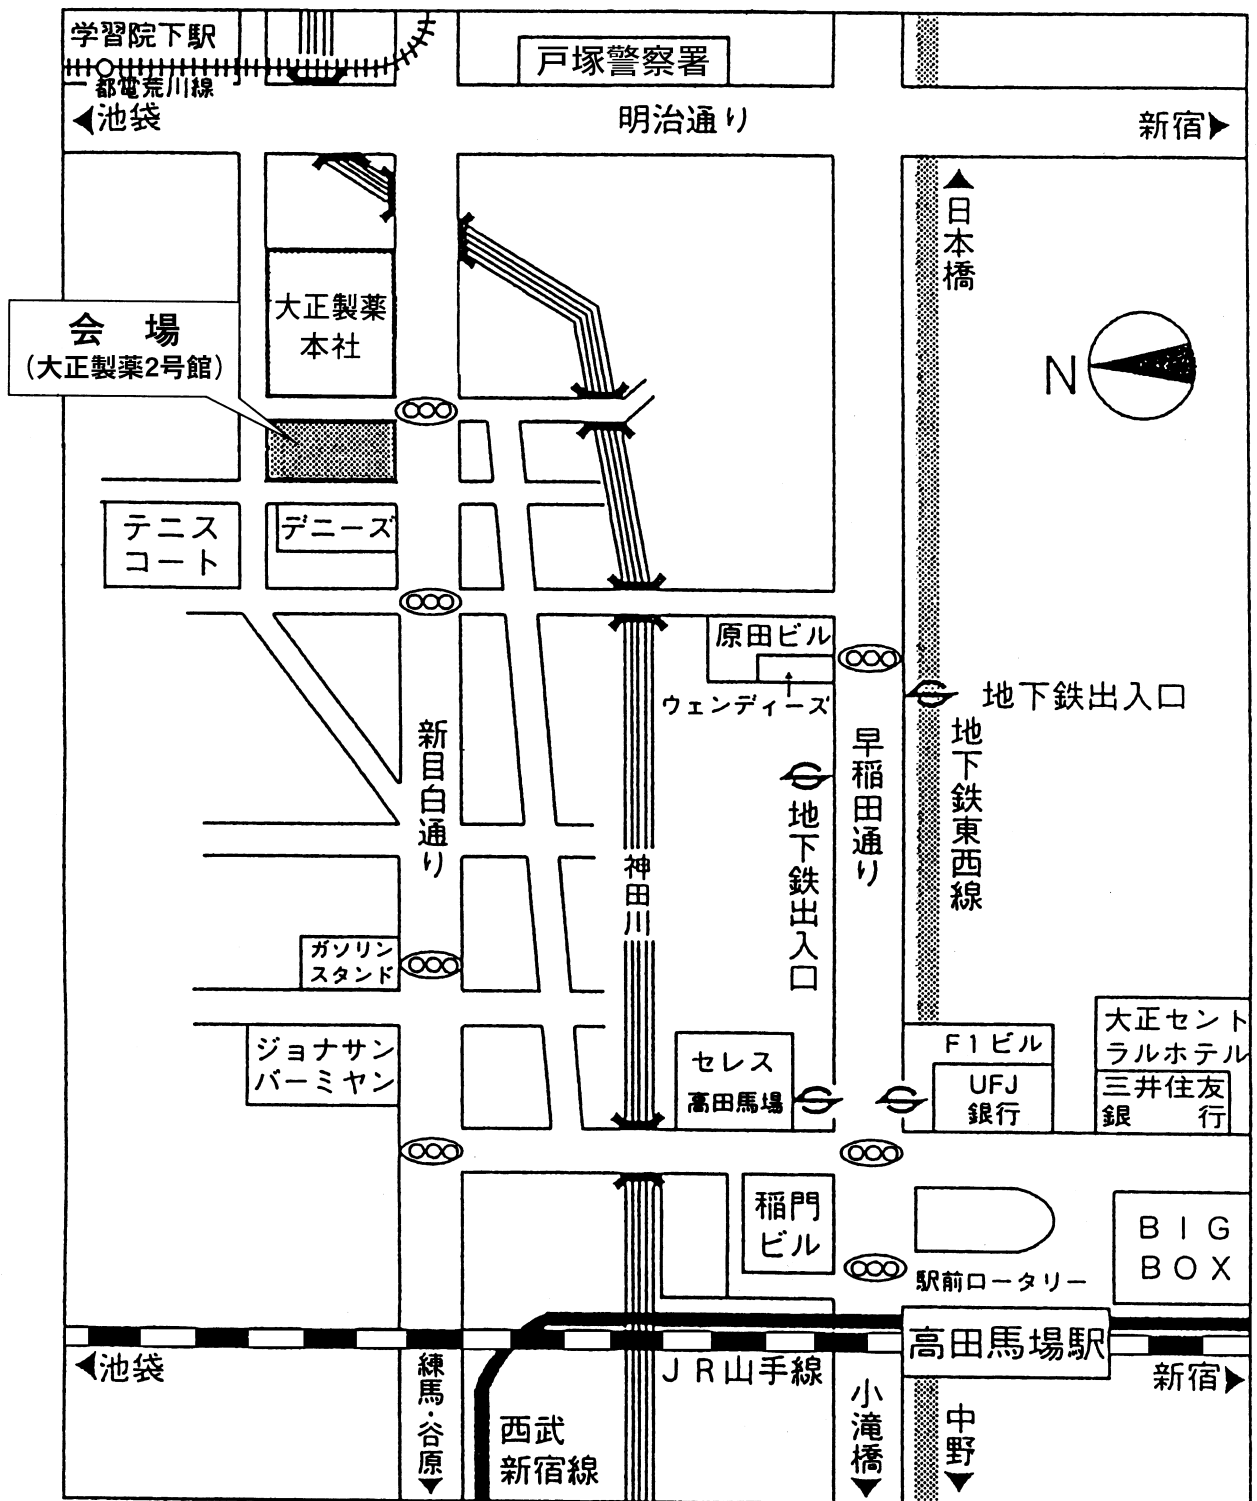 学習院下駅
都電荒川線
戸塚警察署
池袋
明治通り
新宿
日本橋
大正製薬
本社
会 場
(大正製薬2号館)
N
テニス
コート
デニーズ
原田ビル
ウェンディーズ
地下鉄出入口
新目白通り
早稲田通り
地下鉄東西線
地下鉄出入口
神田川
ガソリン
スタンド
ジョナサン
バーミヤン
セレス
高田馬場
F1ビル
UFJ
銀行
大正セント
ラルホテル
三井住友
銀 行
稲門
ビル
BIG
BOX
駅前ロータリー
高田馬場駅
池袋
JR山手線
新宿
練馬・谷原
西武
新宿線
小滝橋
中野